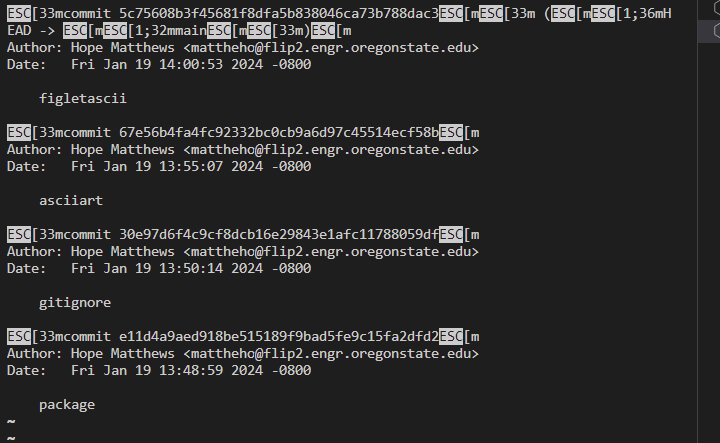 ESC[33mcommit 5c75608b3f45681f8dfa5b838046ca73b788dac3ESC[mESC[33m (ESC[mESC[1;36mH
EAD -> ESC[mESC[1;32mmainESC[mESC[33m)ESC[m
Author: Hope Matthews <mattheho@flip2.engr.oregonstate.edu>
Date:   Fri Jan 19 14:00:53 2024 -0800
    figletascii
ESC[33mcommit 67e56b4fa4fc92332bc0cb9a6d97c45514ecf58bESC[m
Author: Hope Matthews <mattheho@flip2.engr.oregonstate.edu>
Date:   Fri Jan 19 13:55:07 2024 -0800
    asciiart
ESC[33mcommit 30e97d6f4c9cf8dcb16e29843e1afc11788059dfESC[m
Author: Hope Matthews <mattheho@flip2.engr.oregonstate.edu>
Date:   Fri Jan 19 13:50:14 2024 -0800
    gitignore
ESC[33mcommit e11d4a9aed918be515189f9bad5fe9c15fa2dfd2ESC[m
Author: Hope Matthews <mattheho@flip2.engr.oregonstate.edu>
Date:   Fri Jan 19 13:48:59 2024 -0800
    package
~
~